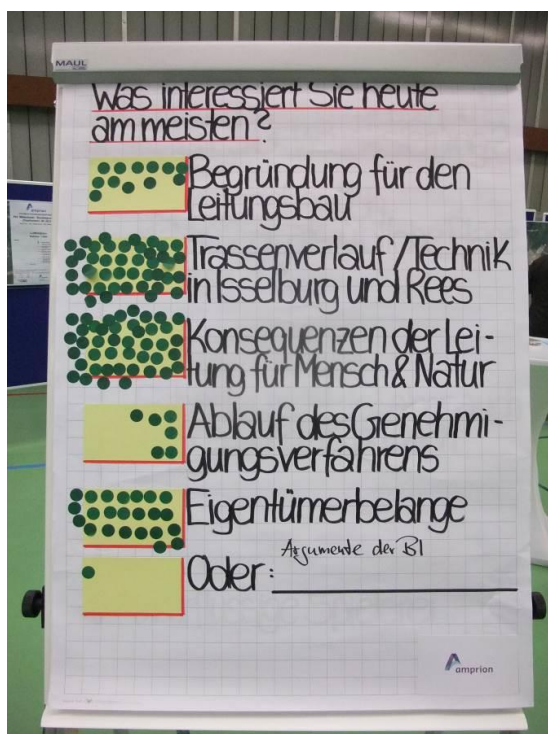 MAUL
Was interessiert Sie heute
am meisten?
Begründung für den
Leitungsbau
Trassenverlauf/Technik
in Isselburg und Rees
Konsequenzen der Lei-
tung für Mensch & Natur
Ablauf des Genehmi-
gungsverfahrens
Eigentümerbelange
Argumente der BI
Oder:
amprion